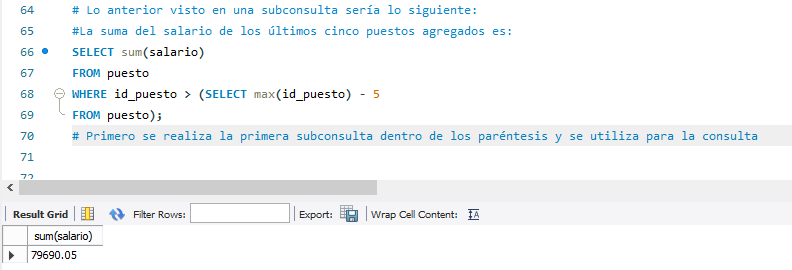 64 # Lo anterior visto en una subconsulta sería lo siguiente:
65 #La suma del salario de los últimos cinco puestos agregados es:
66 SELECT sum(salario)
67 FROM puesto
68 WHERE id_puesto > (SELECT max(id_puesto) - 5
69 FROM puesto);
70 # Primero se realiza la primera subconsulta dentro de los paréntesis y se utiliza para la consulta
71
72
Result Grid Filter Rows: Export: Wrap Cell Content: IA
sum(salario)
79690.05